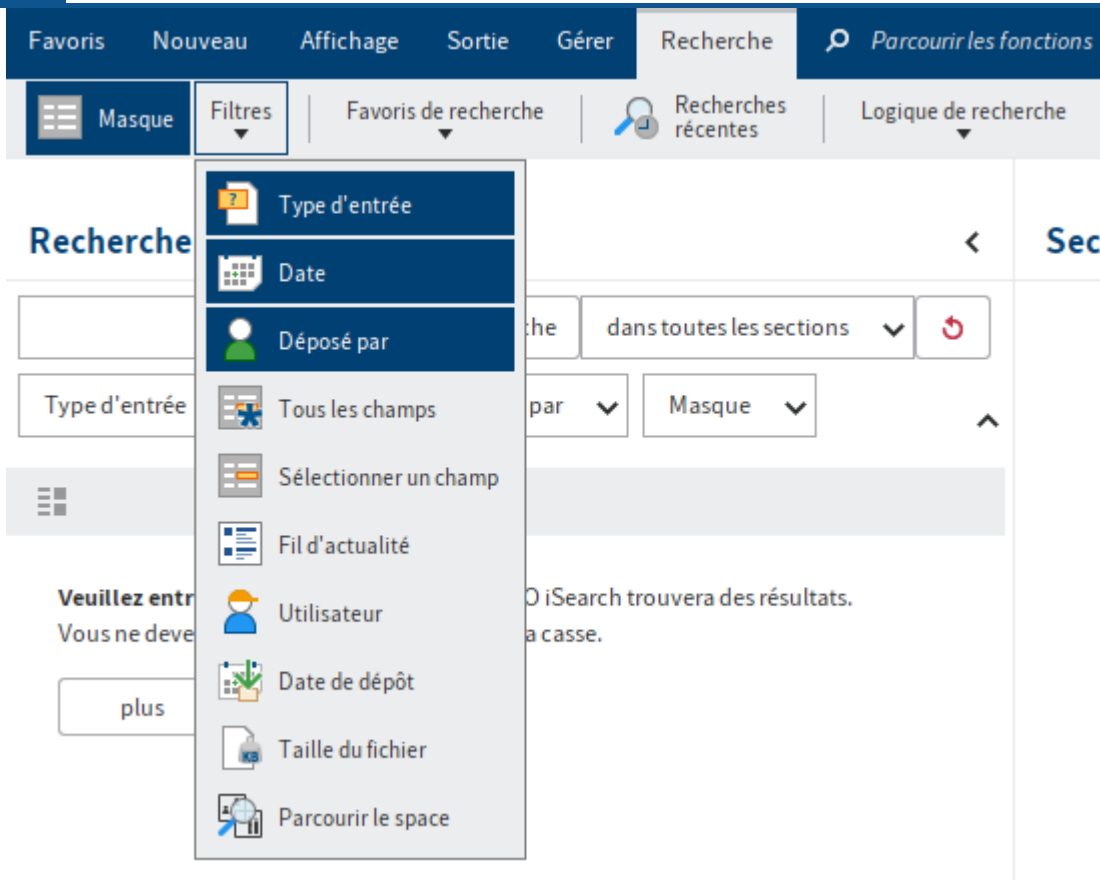 Favoris Nouveau Affichage Sortie Gérer Recherche Parcourir les fonctions
Masque Filtres Favoris de recherche Recherches récentes Logique de recherche
Type d'entrée
Date
Déposé par
Tous les champs
Sélectionner un champ
Fil d'actualité
Utilisateur
Date de dépôt
Taille du fichier
KB
Parcourir le space
Recherche
Sec
dans toutes les sections
Type d'entrée par Masque
Veuillez iSearch trouvera des résultats.
Vous ne casse.
plus